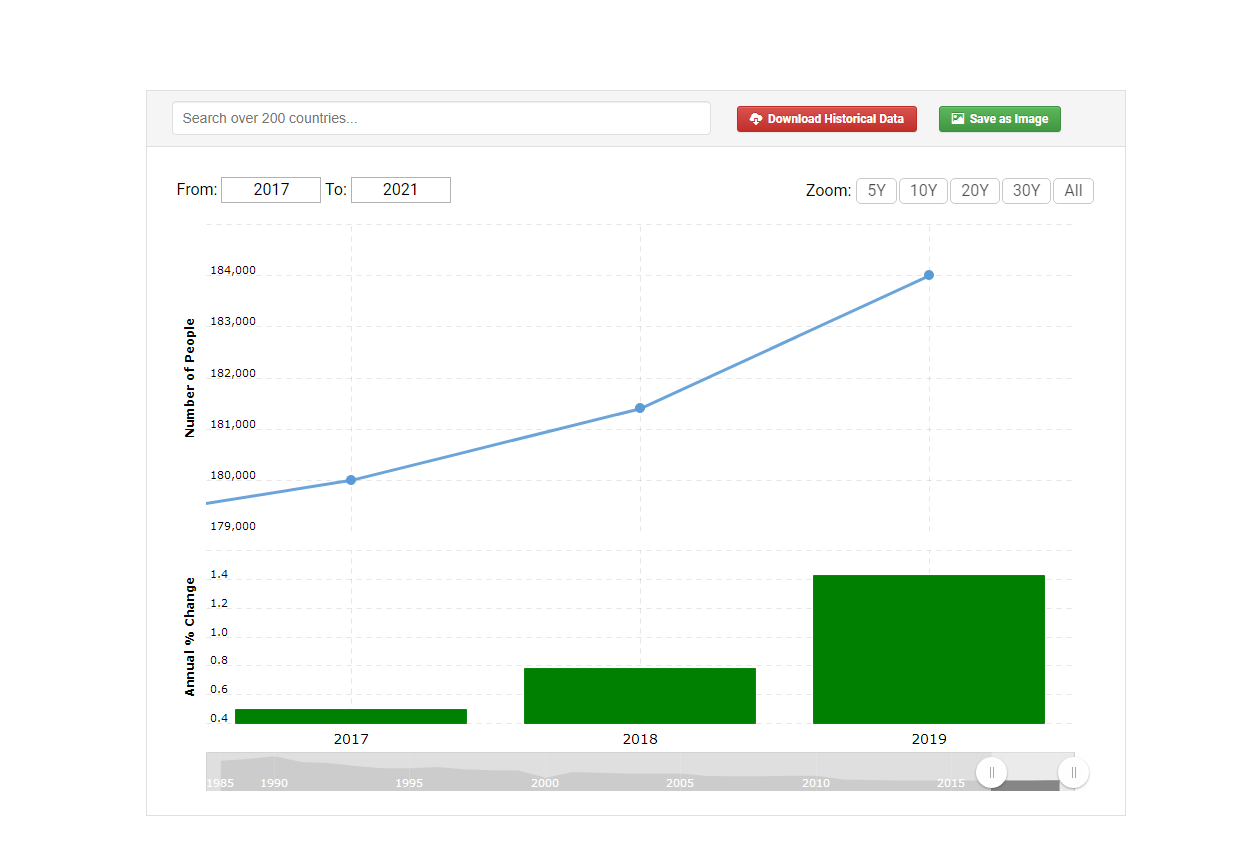 Search over 200 countries...
Download Historical Data
Save as Image
From: 2017 To: 2021
Zoom: 5Y 10Y 20Y 30Y All
Number of People
184,000
183,000
182,000
181,000
180,000
179,000
Annual % Change
1.4
1.2
1.0
0.8
0.6
0.4
2017 2018 2019
1985 1990 1995 2000 2005 2010 2015